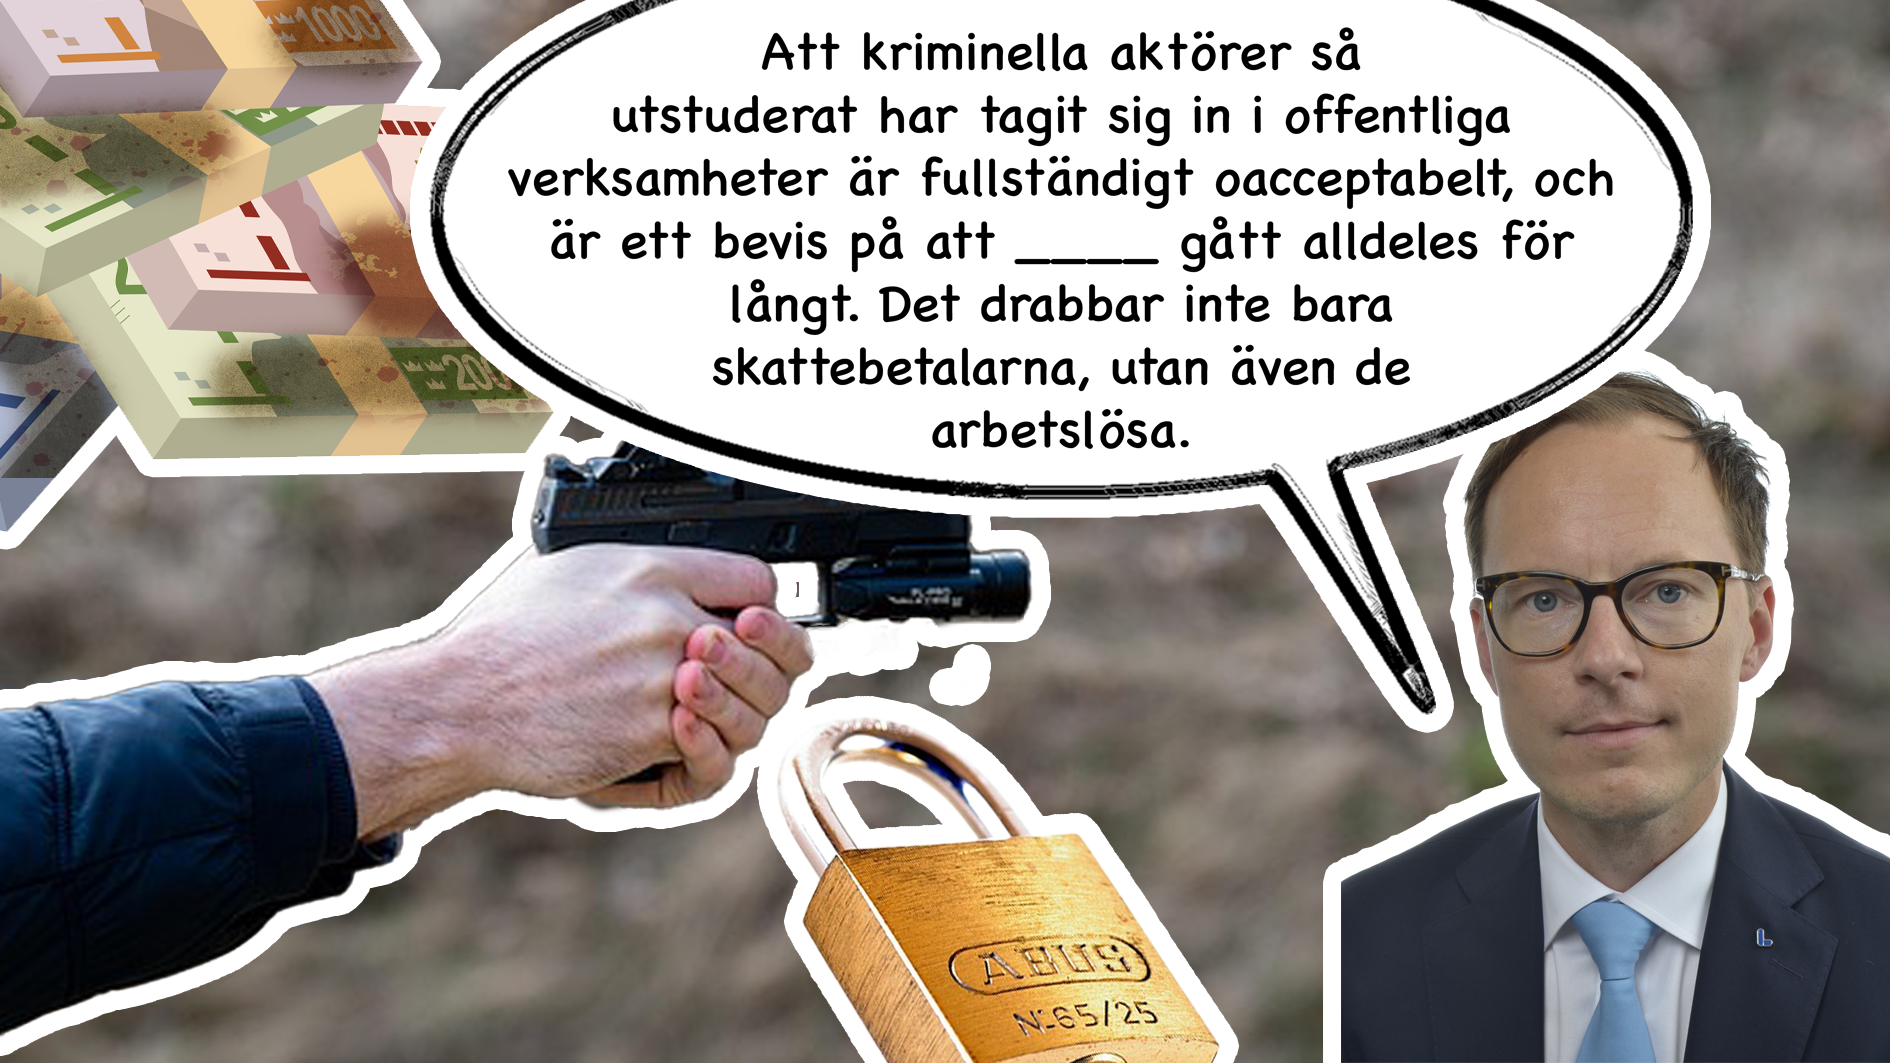 1000
200
Att kriminella aktörer så
utstuderat har tagit sig in i offentliga
verksamheter är fullständigt oacceptabelt, och
är ett bevis på att ____ gått alldeles för
långt. Det drabbar inte bara
skattebetalarna, utan även de
arbetslösa.
ABUS
Nº65/25
L